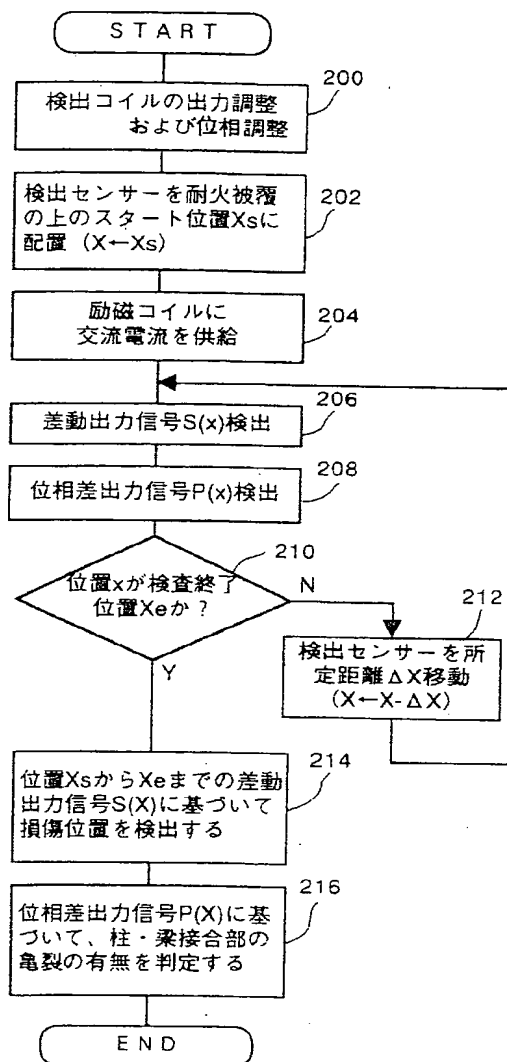 START
200
検出コイルの出力調整
および位相調整
202
検出センサーを耐火被覆
の上のスタート位置Xsに
配置 (X←Xs)
204
励磁コイルに
交流電流を供給
206
差動出力信号S(x)検出
208
位相差出力信号P(x)検出
210
位置xが検査終了
位置Xeか?
N
Y
212
検出センサーを所
定距離ΔX移動
(X←X-ΔX)
214
位置XsからXeまでの差動
出力信号S(X)に基づいて
損傷位置を検出する
216
位相差出力信号P(X)に基
づいて、柱・梁接合部の
亀裂の有無を判定する
END